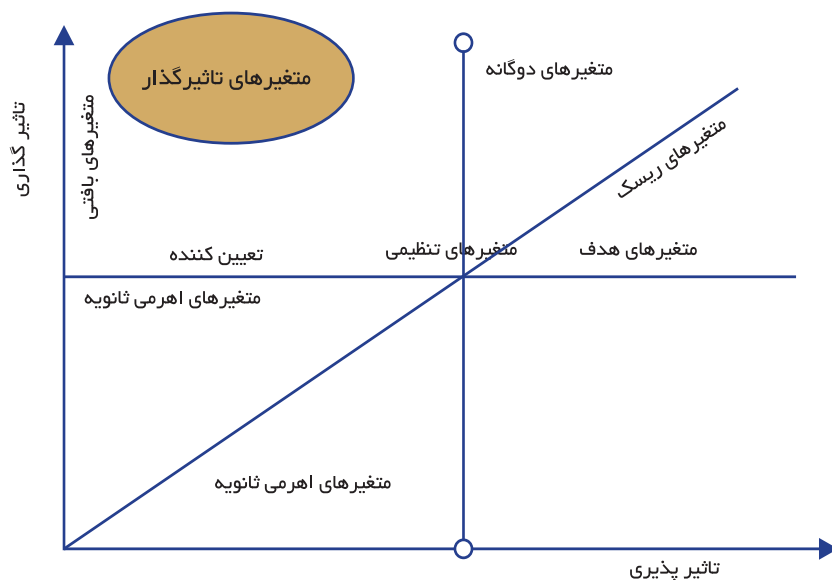 متغیرهای تاثیرگذار
متغیرهای دوگانه
تاثیر گذاری
متغیرهای بافتی
متغیرهای ریسک
تعیین کننده
متغیرهای تنظیمی
متغیرهای هدف
متغیرهای اهرمی ثانویه
متغیرهای اهرمی ثانویه
تاثیر پذیری